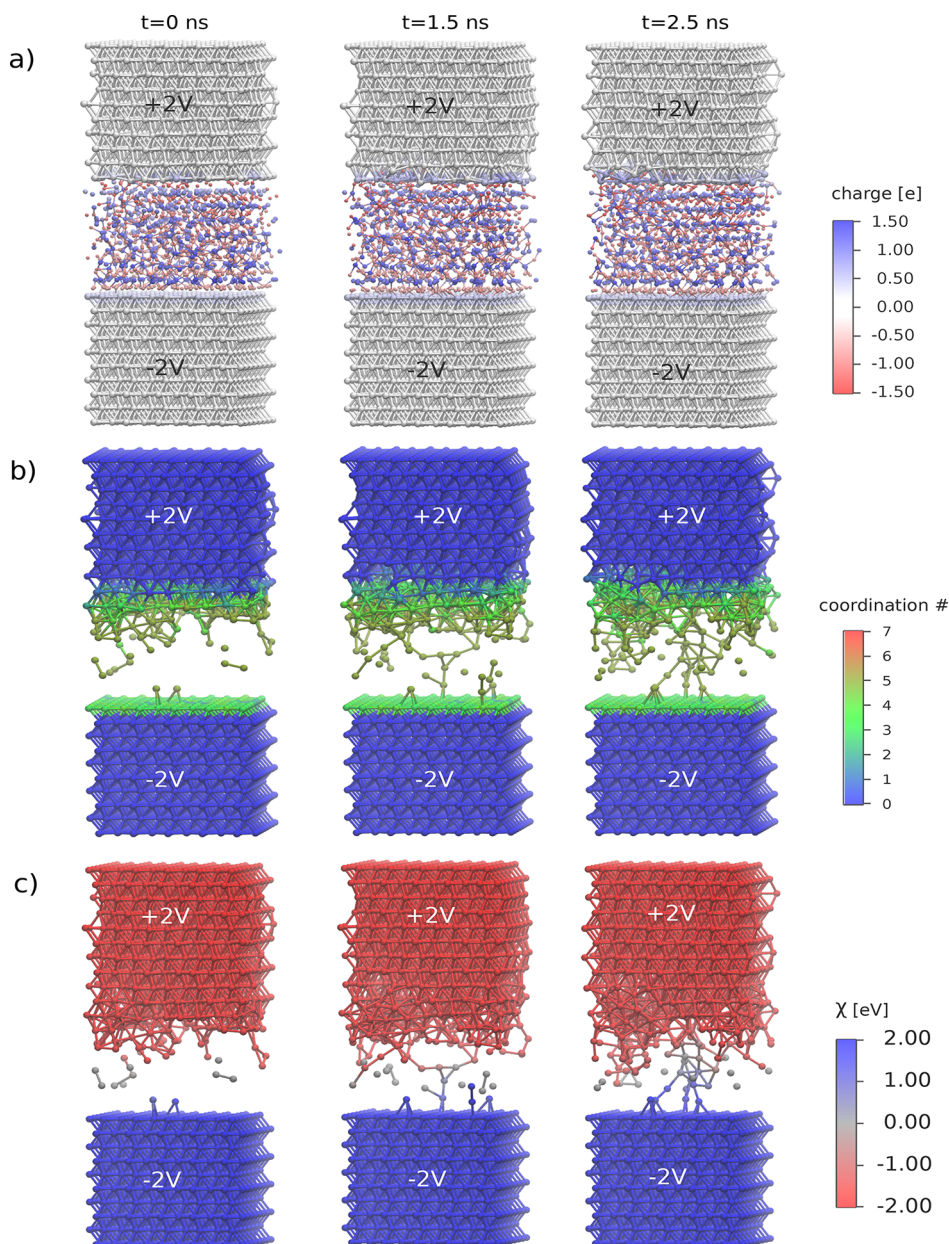 t=0 ns t=1.5 ns t=2.5 ns
a)
+2V +2V +2V
-2V -2V -2V
charge [e]
1.50
1.00
0.50
0.00
-0.50
-1.00
-1.50
b)
+2V +2V +2V
-2V -2V -2V
coordination #
7
6
5
4
3
2
1
0
c)
+2V +2V +2V
-2V -2V -2V
χ [eV]
2.00
1.00
0.00
-1.00
-2.00